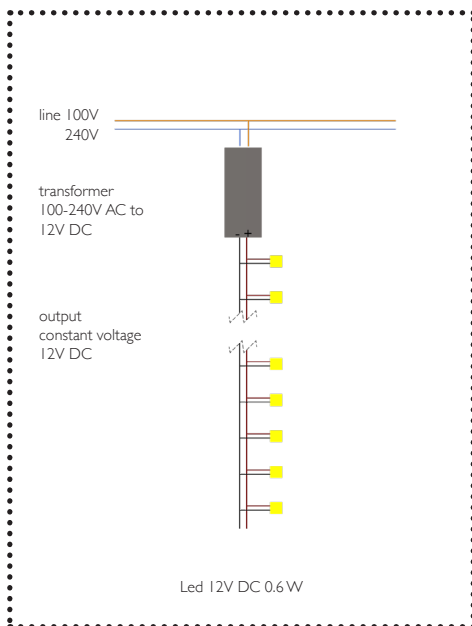 line 100V
240V
transformer
100-240V AC to
12V DC
- +
output
constant voltage
12V DC
Led 12V DC 0.6 W